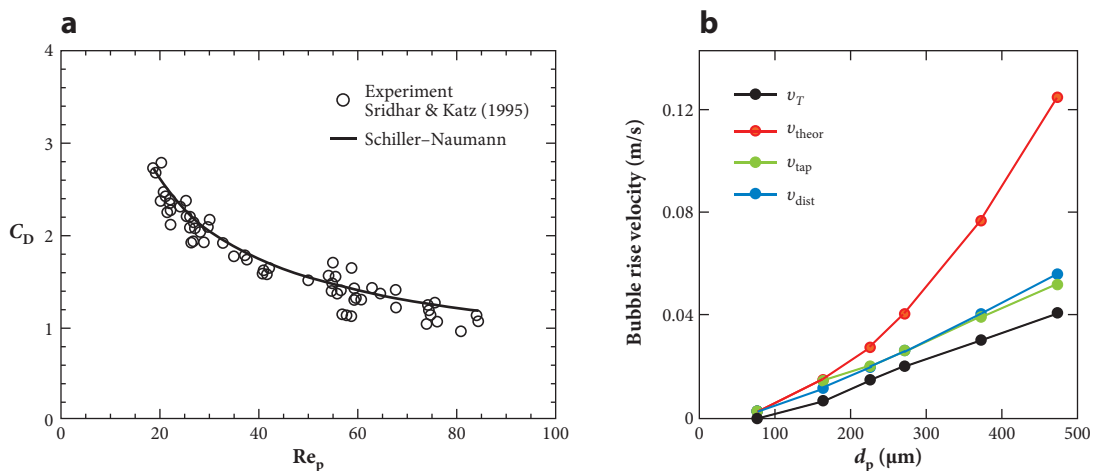 a
4
3
2
1
0
C_D
0
20
40
60
80
100
Re_p
Experiment
Sridhar & Katz (1995)
Schiller–Naumann
b
0.12
0.08
0.04
0
Bubble rise velocity (m/s)
0
100
200
300
400
500
d_p (μm)
v_T
v_theor
v_tap
v_dist